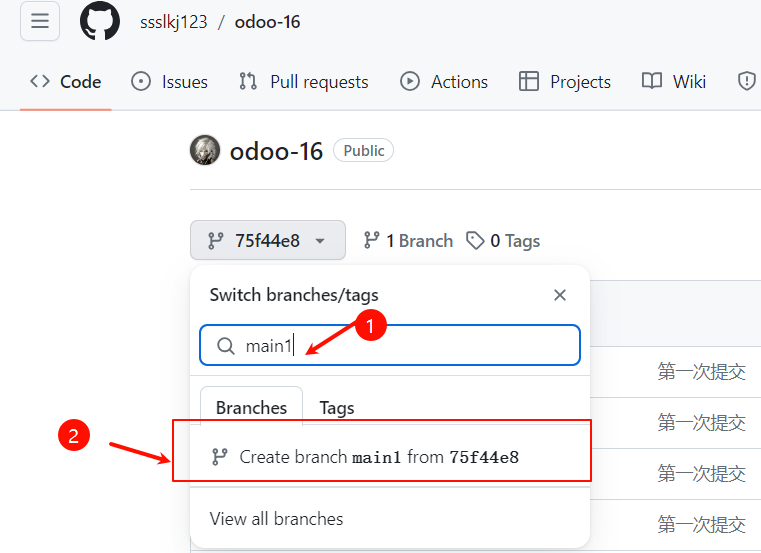 ssslkj123 / odoo-16
Code Issues Pull requests Actions Projects Wiki
odoo-16 Public
75f44e8 1 Branch 0 Tags
Switch branches/tags
1
main1
第一次提交
Branches Tags
第一次提交
2
Create branch main1 from 75f44e8
第一次提交
View all branches
第一次提交